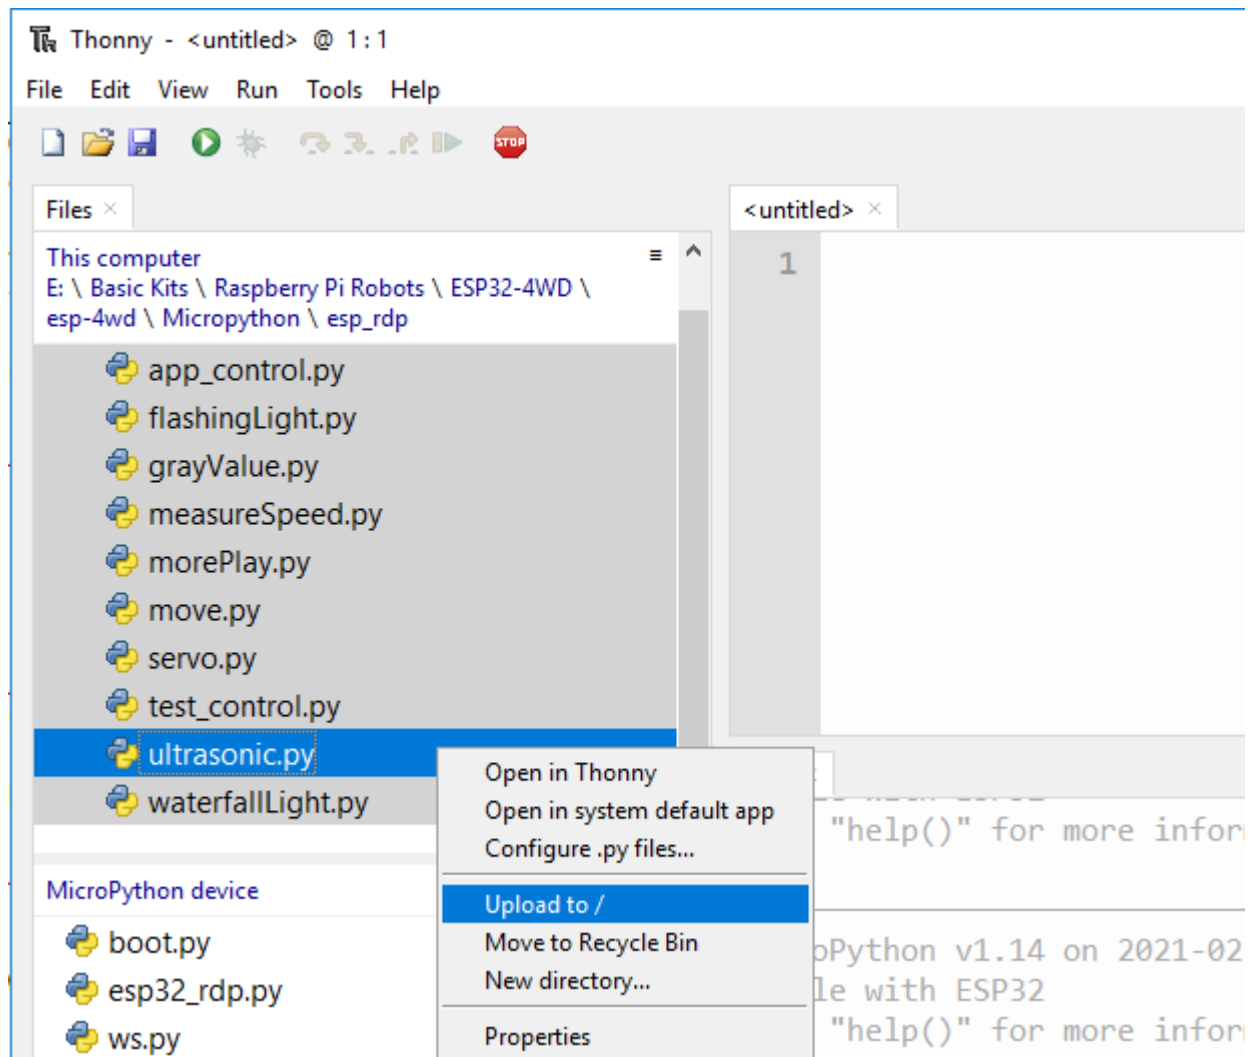 Thonny - <untitled> @ 1:1
File Edit View Run Tools Help
STOP
Files
<untitled>
This computer
E: \ Basic Kits \ Raspberry Pi Robots \ ESP32-4WD \
esp-4wd \ Micropython \ esp_rdp
1
app_control.py
flashingLight.py
grayValue.py
measureSpeed.py
morePlay.py
move.py
servo.py
test_control.py
ultrasonic.py
waterfallLight.py
Open in Thonny
Open in system default app
Configure .py files...
Upload to /
Move to Recycle Bin
New directory...
Properties
MicroPython device
boot.py
esp32_rdp.py
ws.py
"help()" for more infor
oPython v1.14 on 2021-02
le with ESP32
"help()" for more infor